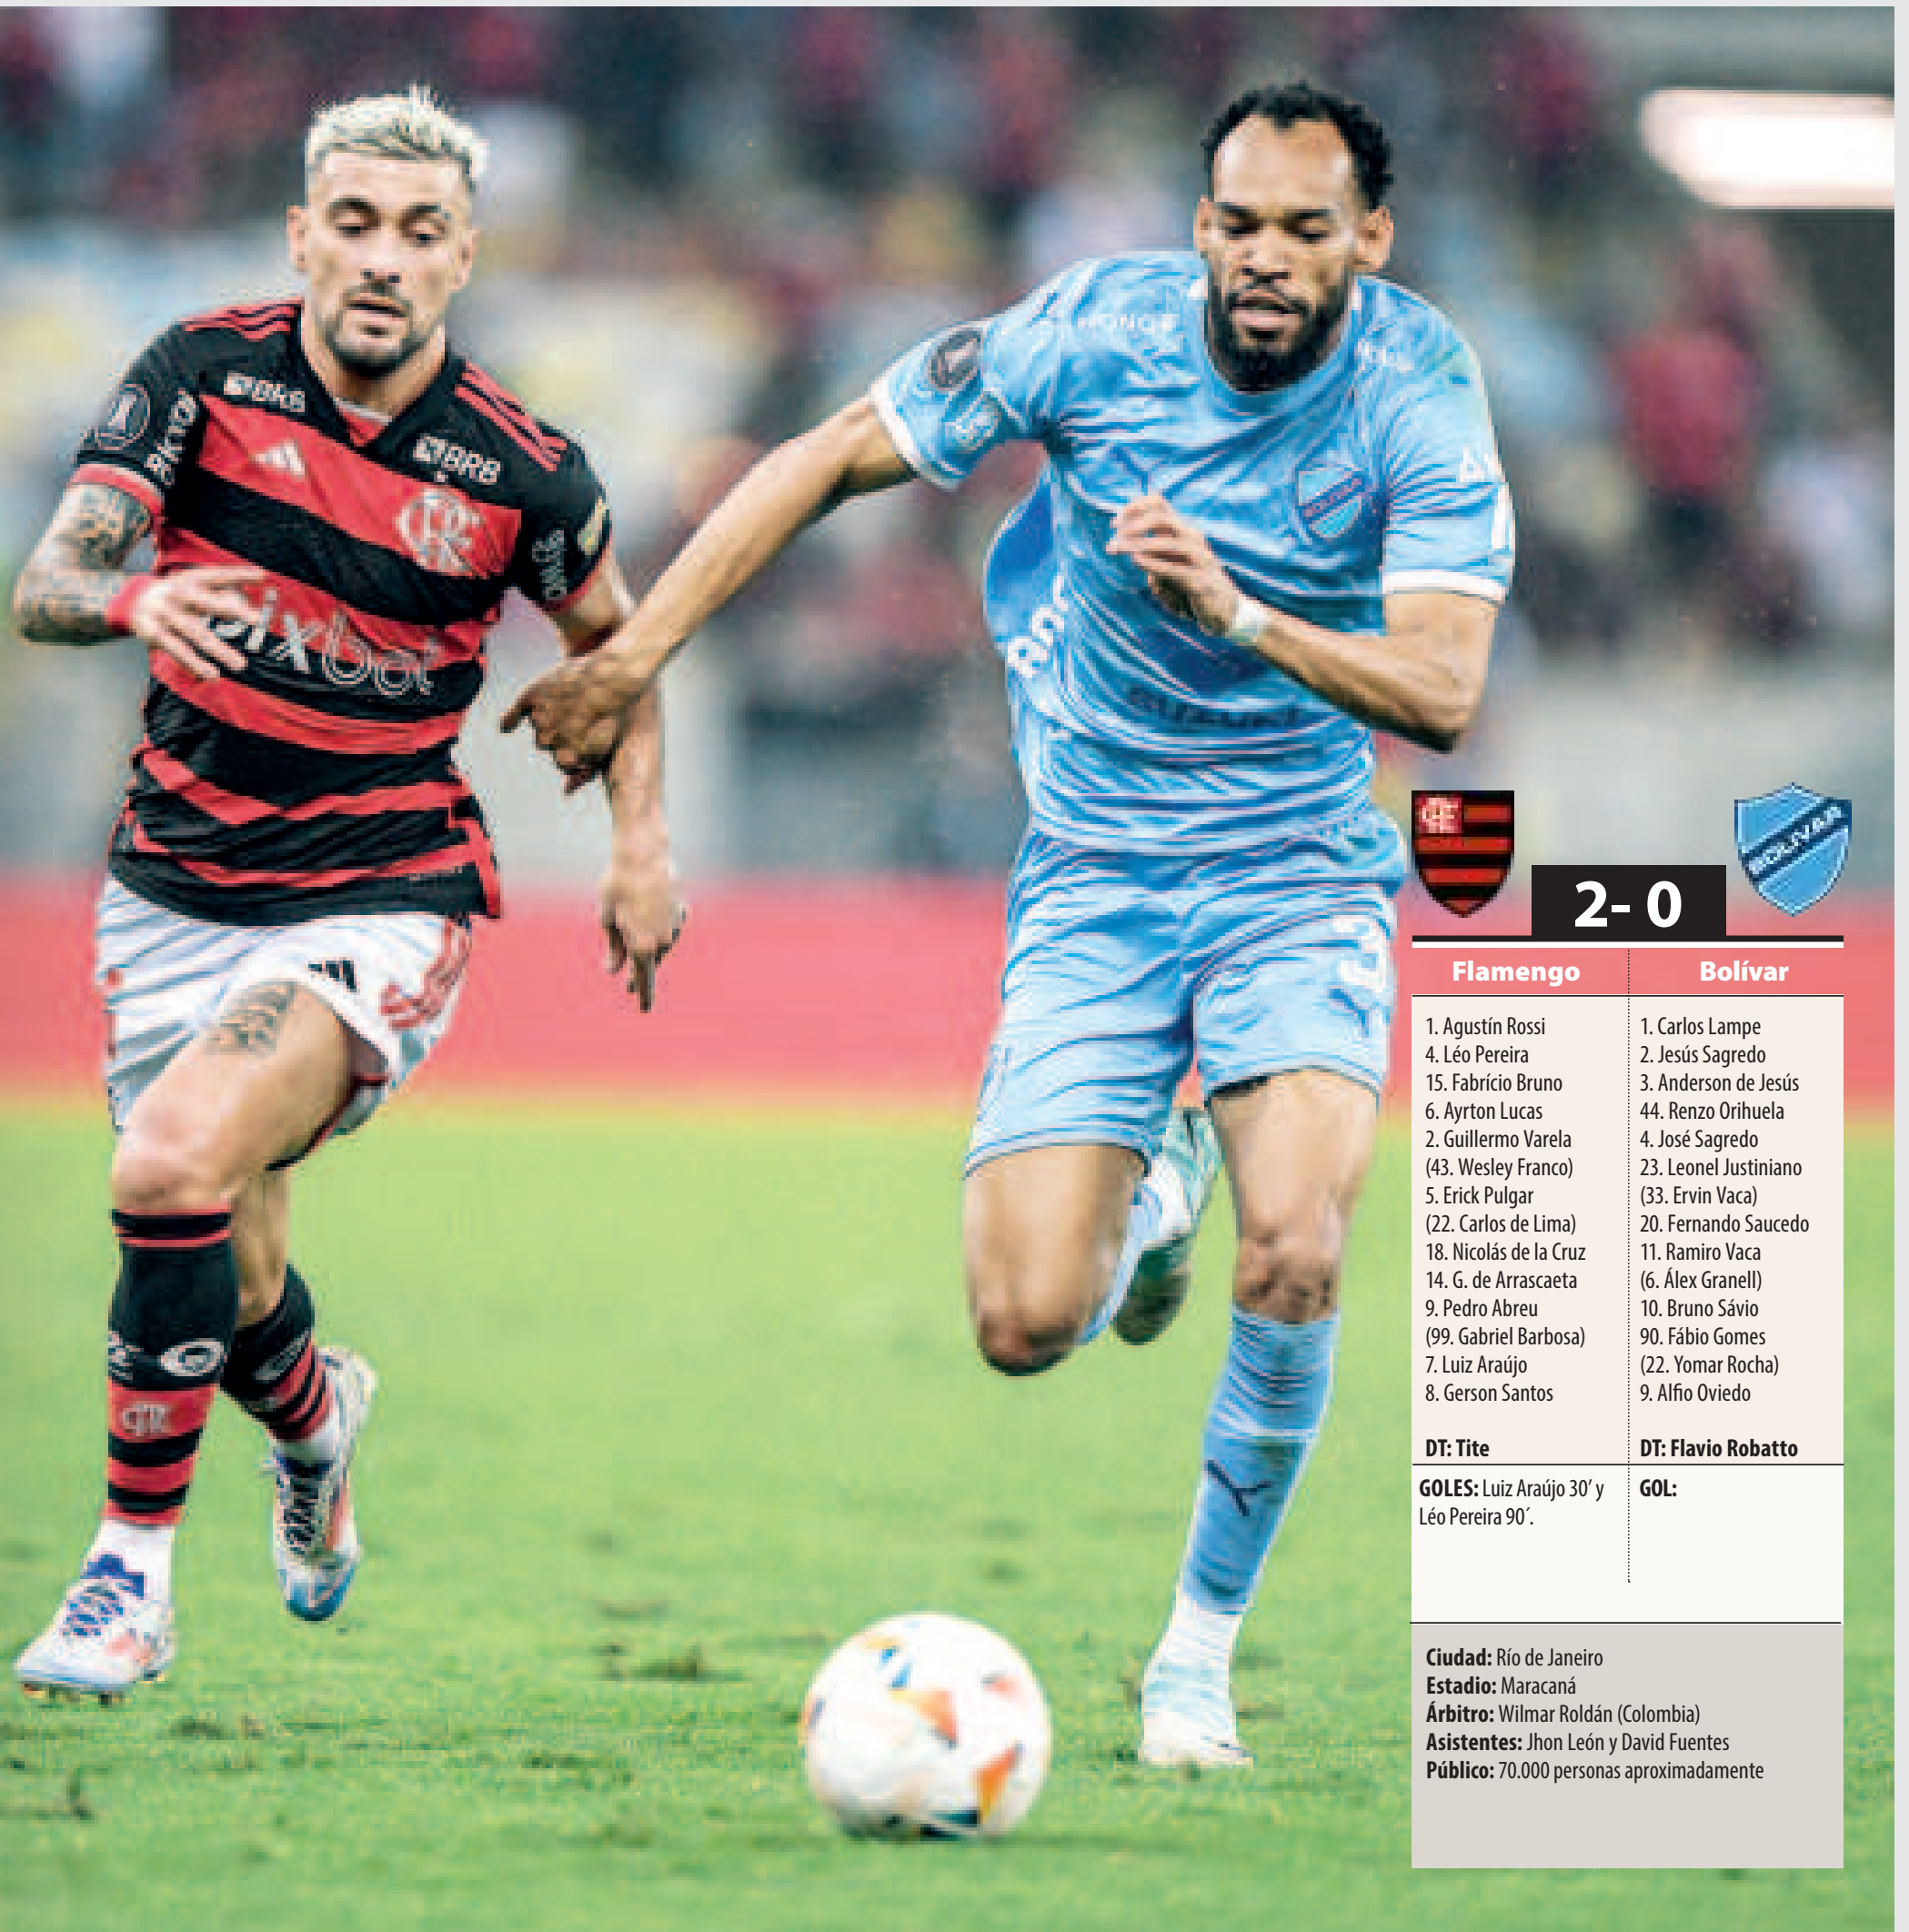 BRB
BRB
pixbet
BOLÍVAR
3
BOLIVAR
2- 0
Flamengo
Bolívar
1. Agustín Rossi
4. Léo Pereira
15. Fabrício Bruno
6. Ayrton Lucas
2. Guillermo Varela
(43. Wesley Franco)
5. Erick Pulgar
(22. Carlos de Lima)
18. Nicolás de la Cruz
14. G. de Arrascaeta
9. Pedro Abreu
(99. Gabriel Barbosa)
7. Luiz Araújo
8. Gerson Santos
DT: Tite
1. Carlos Lampe
2. Jesús Sagredo
3. Anderson de Jesús
44. Renzo Orihuela
4. José Sagredo
23. Leonel Justiniano
(33. Ervin Vaca)
20. Fernando Saucedo
11. Ramiro Vaca
(6. Álex Granell)
10. Bruno Sávio
90. Fábio Gomes
(22. Yomar Rocha)
9. Alfio Oviedo
DT: Flavio Robatto
GOLES: Luiz Araújo 30’ y
Léo Pereira 90´.
GOL:
Ciudad: Río de Janeiro
Estadio: Maracaná
Árbitro: Wilmar Roldán (Colombia)
Asistentes: Jhon León y David Fuentes
Público: 70.000 personas aproximadamente